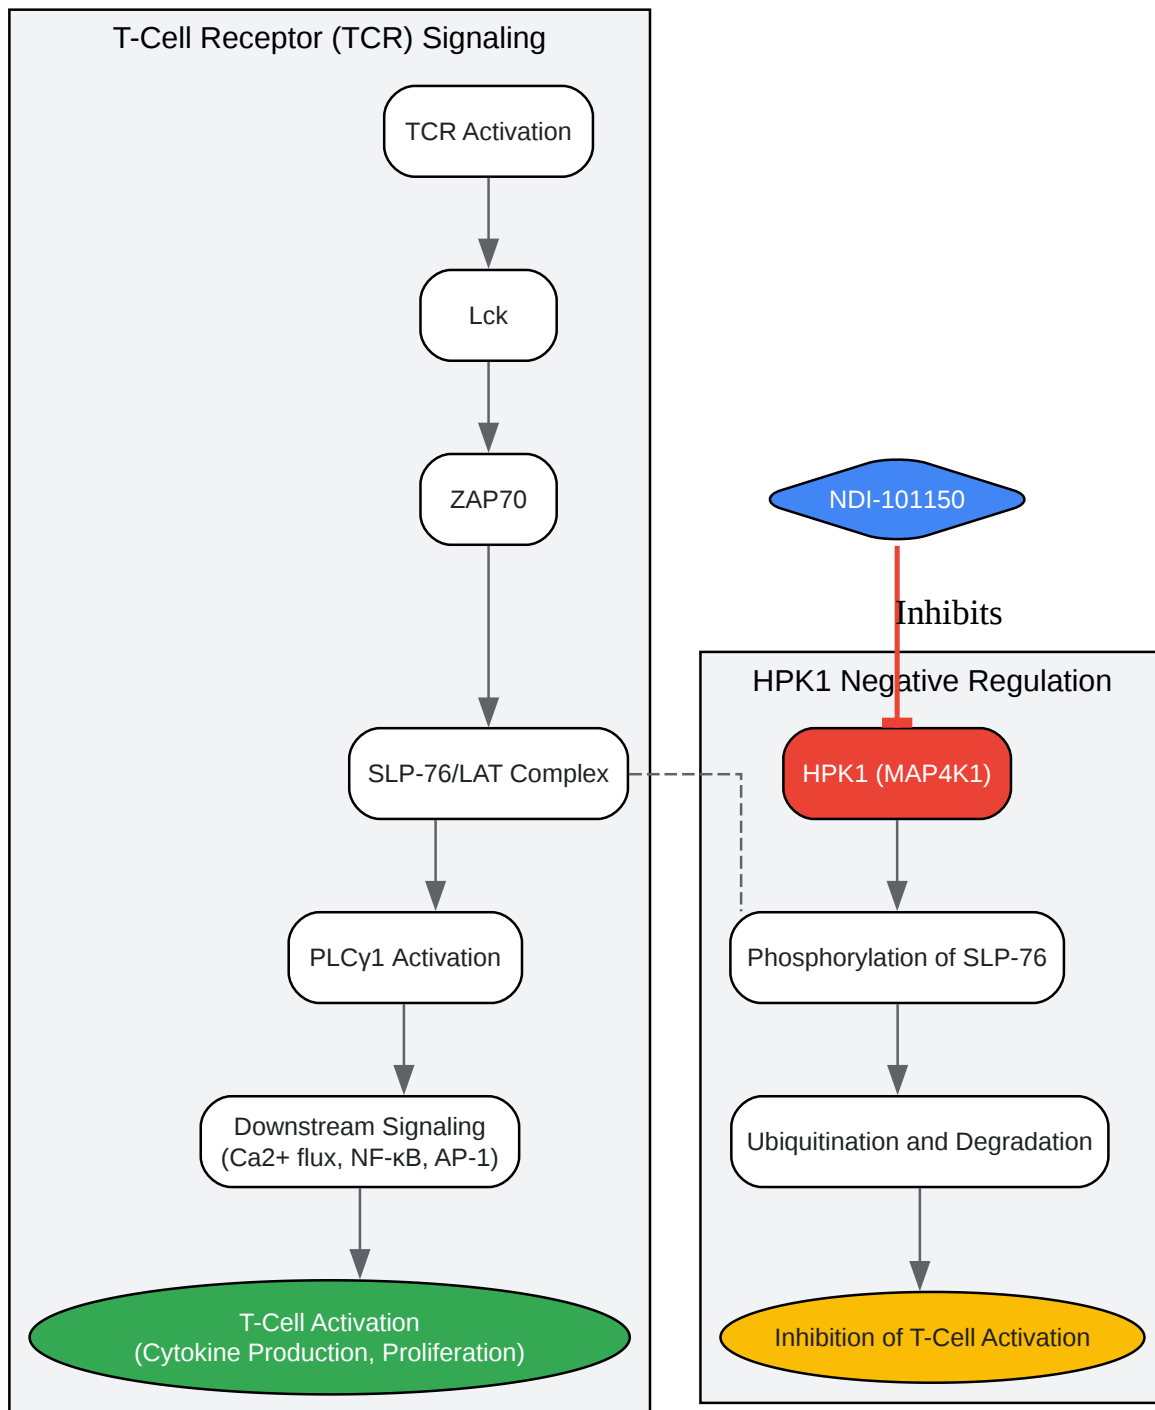 T-Cell Receptor (TCR) Signaling
TCR Activation
Lck
ZAP70
SLP-76/LAT Complex
PLCγ1 Activation
Downstream Signaling
(Ca2+ flux, NF-κB, AP-1)
T-Cell Activation
(Cytokine Production, Proliferation)
NDI-101150
Inhibits
HPK1 Negative Regulation
HPK1 (MAP4K1)
Phosphorylation of SLP-76
Ubiquitination and Degradation
Inhibition of T-Cell Activation